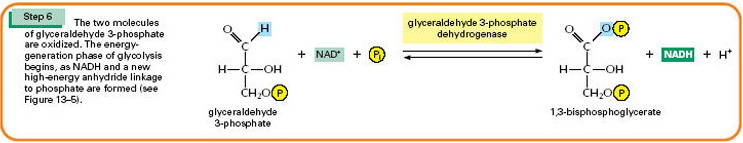 Step 6
The two molecules
of glyceraldehyde 3-phosphate
are oxidized. The energy-
generation phase of glycolysis
begins, as NADH and a new
high-energy anhydride linkage
to phosphate are formed (see
Figure 13–5).
O H
C
H C OH
CH₂O P
glyceraldehyde
3-phosphate
+ NAD⁺ + Pi
glyceraldehyde 3-phosphate
dehydrogenase
O O P
C
H C OH
CH₂O P
1,3-bisphosphoglycerate
+ NADH + H⁺